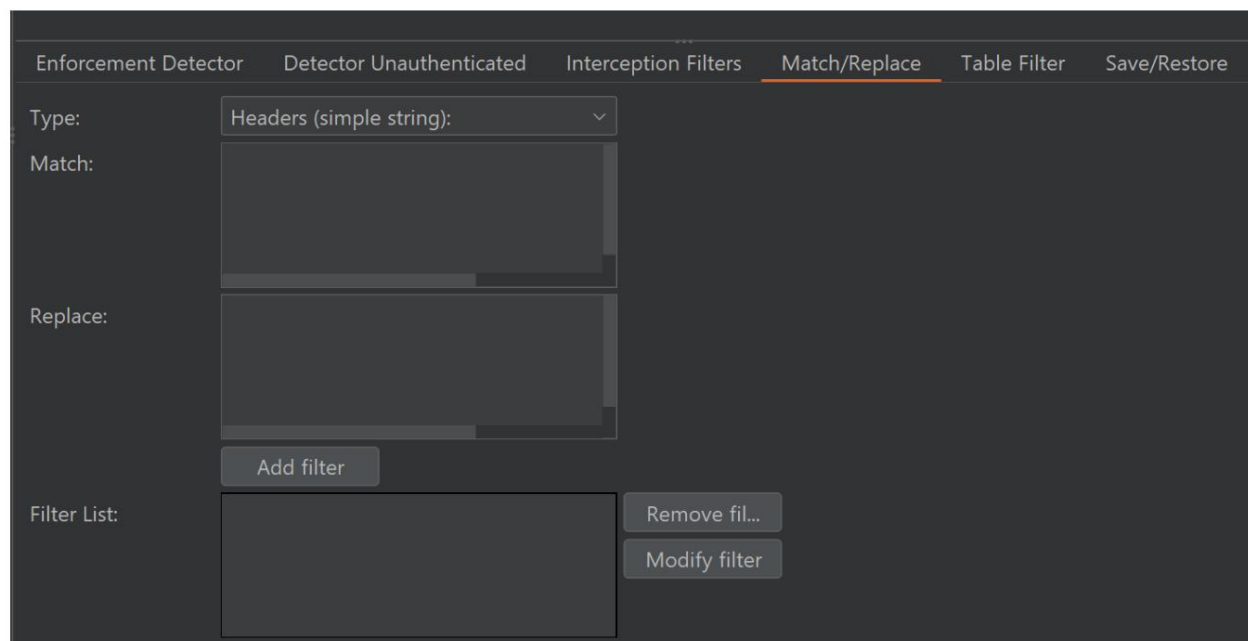 Enforcement Detector Detector Unauthenticated Interception Filters Match/Replace Table Filter Save/Restore
Type: Headers (simple string):
Match:
Replace:
Add filter
Filter List: Remove fil...
Modify filter